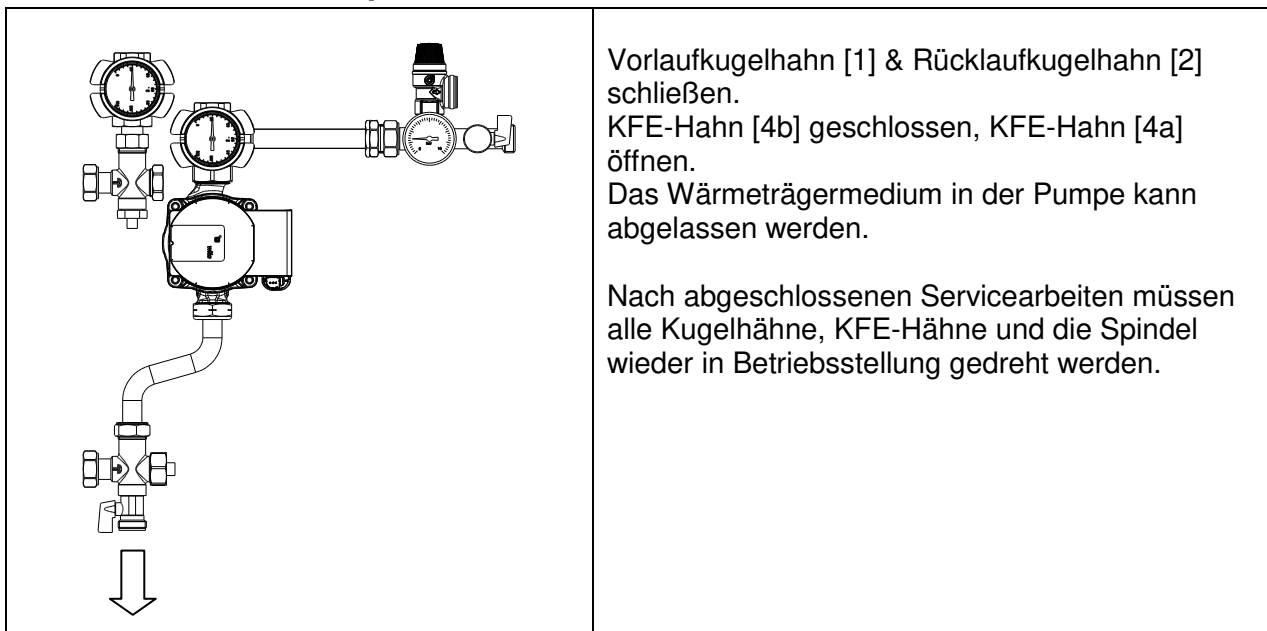 Vorlaufkugelhahn [1] & Rücklaufkugelhahn [2]
schließen.
KFE-Hahn [4b] geschlossen, KFE-Hahn [4a]
öffnen.
Das Wärmeträgermedium in der Pumpe kann
abgelassen werden.
Nach abgeschlossenen Servicearbeiten müssen
alle Kugelhähne, KFE-Hähne und die Spindel
wieder in Betriebsstellung gedreht werden.